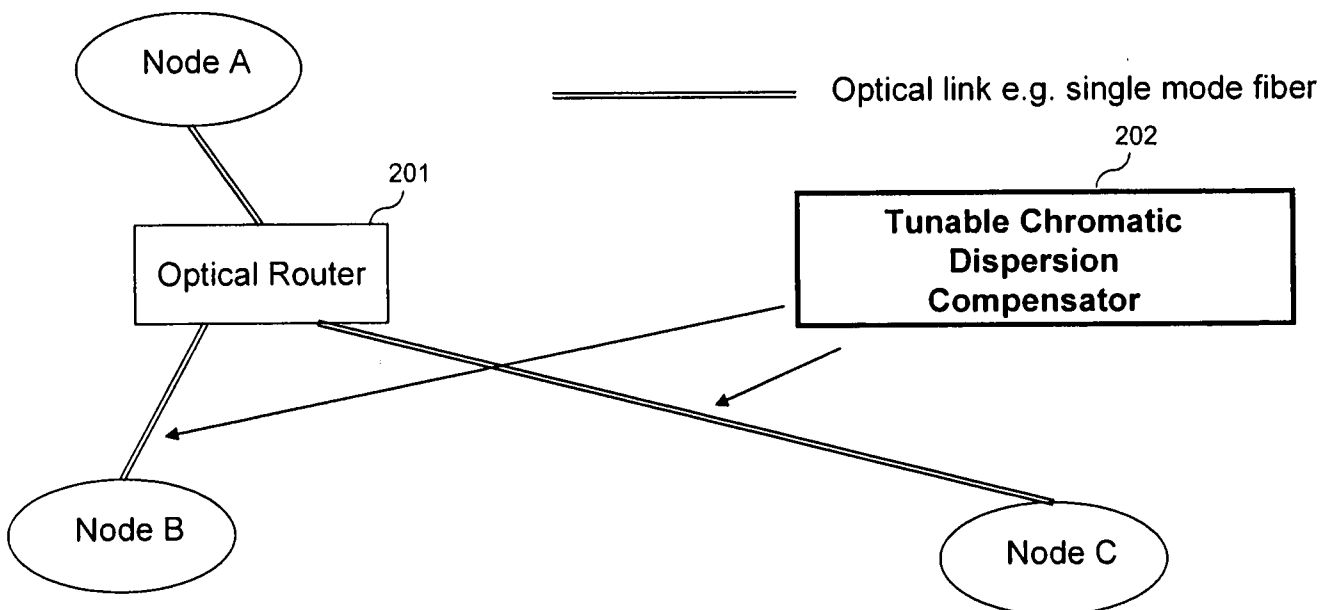 Node A
Optical link e.g. single mode fiber
202
201
Tunable Chromatic
Dispersion
Compensator
Optical Router
Node B
Node C